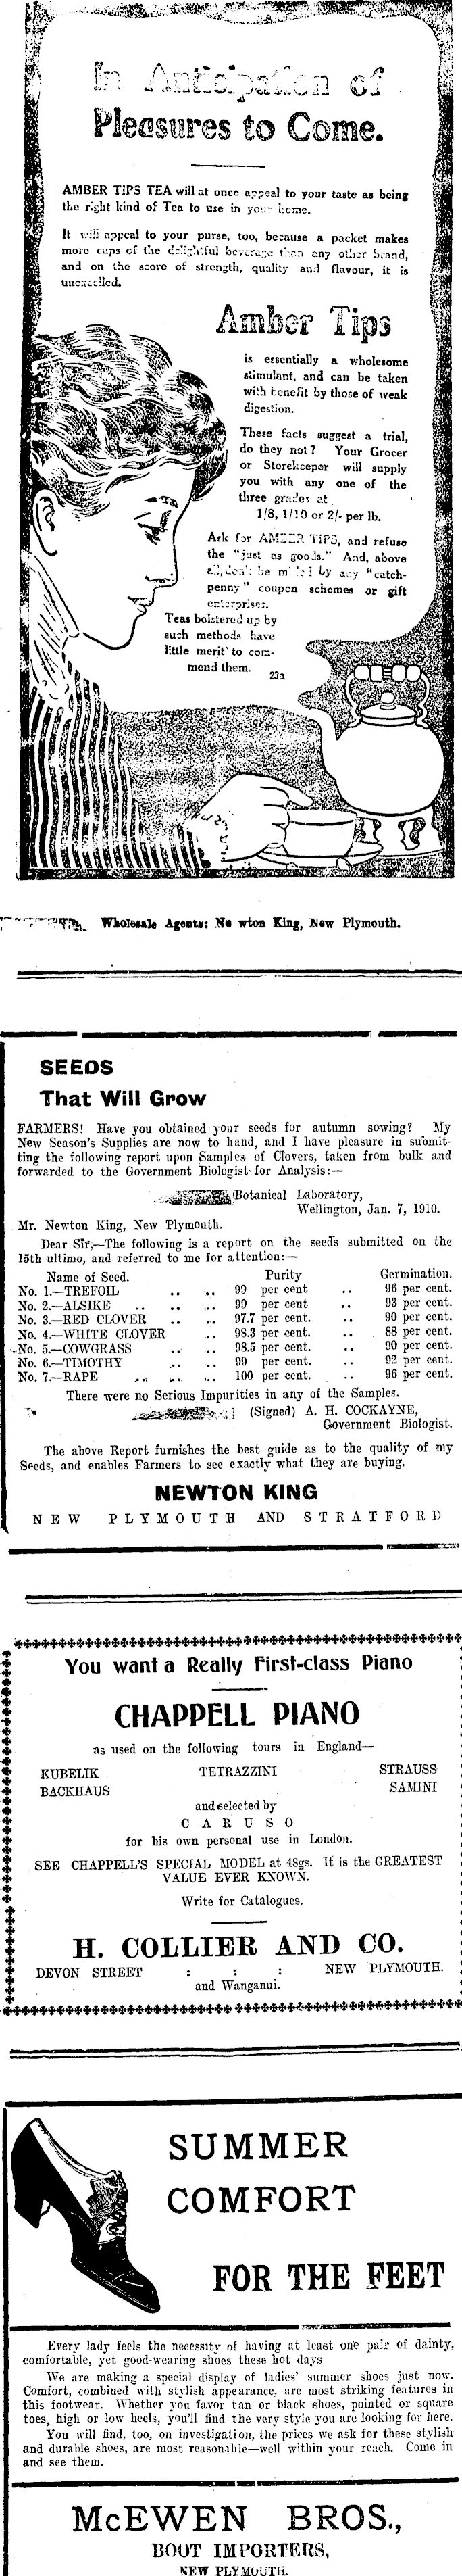 In Anticipation of
Pleasures to Come.
AMBER TIPS TEA will at once appeal to your taste as being
the right kind of Tea to use in your home.
It will appeal to your purse, too, because a packet makes
more cups of the delightful beverage than any other brand,
and on the score of strength, quality and flavour, it is
unexcelled.
Amber Tips
is essentially a wholesome
stimulant, and can be taken
with benefit by those of weak
digestion.
These facts suggest a trial,
do they not? Your Grocer
or Storekeeper will supply
you with any one of the
three grades at
1/8, 1/10 or 2/- per lb.
Ask for AMBER TIPS, and refuse
the "just as goods." And, above
all, don't be misled by any "catch-
penny" coupon schemes or gift
enterprises.
Teas bolstered up by
such methods have
little merit to com-
mend them.
23a
Wholesale Agents: Ne wton King, New Plymouth.
SEEDS
That Will Grow
FARMERS! Have you obtained your seeds for autumn sowing? My
New Season's Supplies are now to hand, and I have pleasure in submit-
ting the following report upon Samples of Clovers, taken from bulk and
forwarded to the Government Biologist for Analysis:—
Botanical Laboratory,
Wellington, Jan. 7, 1910.
Mr. Newton King, New Plymouth.
Dear Sir,—The following is a report on the seeds submitted on the
15th ultimo, and referred to me for attention:—
Name of Seed. Purity Germination.
No. 1.—TREFOIL .. .. 99 per cent .. 96 per cent.
No. 2.—ALSIKE .. .. .. 99 per cent .. 93 per cent.
No. 3.—RED CLOVER .. .. 97.7 per cent. .. 90 per cent.
No. 4.—WHITE CLOVER .. 98.3 per cent. .. 88 per cent.
No. 5.—COWGRASS .. .. 98.5 per cent. .. 90 per cent.
No. 6.—TIMOTHY .. .. 99 per cent. .. 92 per cent.
No. 7.—RAPE .. .. .. 100 per cent. .. 96 per cent.
There were no Serious Impurities in any of the Samples.
(Signed) A. H. COCKAYNE,
Government Biologist.
The above Report furnishes the best guide as to the quality of my
Seeds, and enables Farmers to see exactly what they are buying.
NEWTON KING
NEW PLYMOUTH AND STRATFORD
You want a Really First-class Piano
CHAPPELL PIANO
as used on the following tours in England—
KUBELIK TETRAZZINI STRAUSS
BACKHAUS SAMINI
and selected by
CARUSO
for his own personal use in London.
SEE CHAPPELL'S SPECIAL MODEL at 48gs. It is the GREATEST
VALUE EVER KNOWN.
Write for Catalogues.
H. COLLIER AND CO.
DEVON STREET : : : NEW PLYMOUTH.
and Wanganui.
SUMMER
COMFORT
FOR THE FEET
Every lady feels the necessity of having at least one pair of dainty,
comfortable, yet good-wearing shoes these hot days
We are making a special display of ladies' summer shoes just now.
Comfort, combined with stylish appearance, are most striking features in
this footwear. Whether you favor tan or black shoes, pointed or square
toes, high or low heels, you'll find the very style you are looking for here.
You will find, too, on investigation, the prices we ask for these stylish
and durable shoes, are most reasonable—well within your reach. Come in
and see them.
McEWEN BROS.,
BOOT IMPORTERS,
NEW PLYMOUTH.